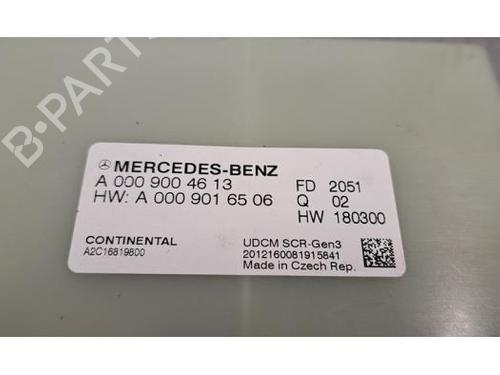 MERCEDES-BENZ
A 000 900 46 13 FD 2051
HW: A 000 901 65 06 Q 02
HW 180300
CONTINENTAL UDCM SCR-Gen3
A2C16819800 2012160081915841
Made in Czech Rep.
B-PARTS